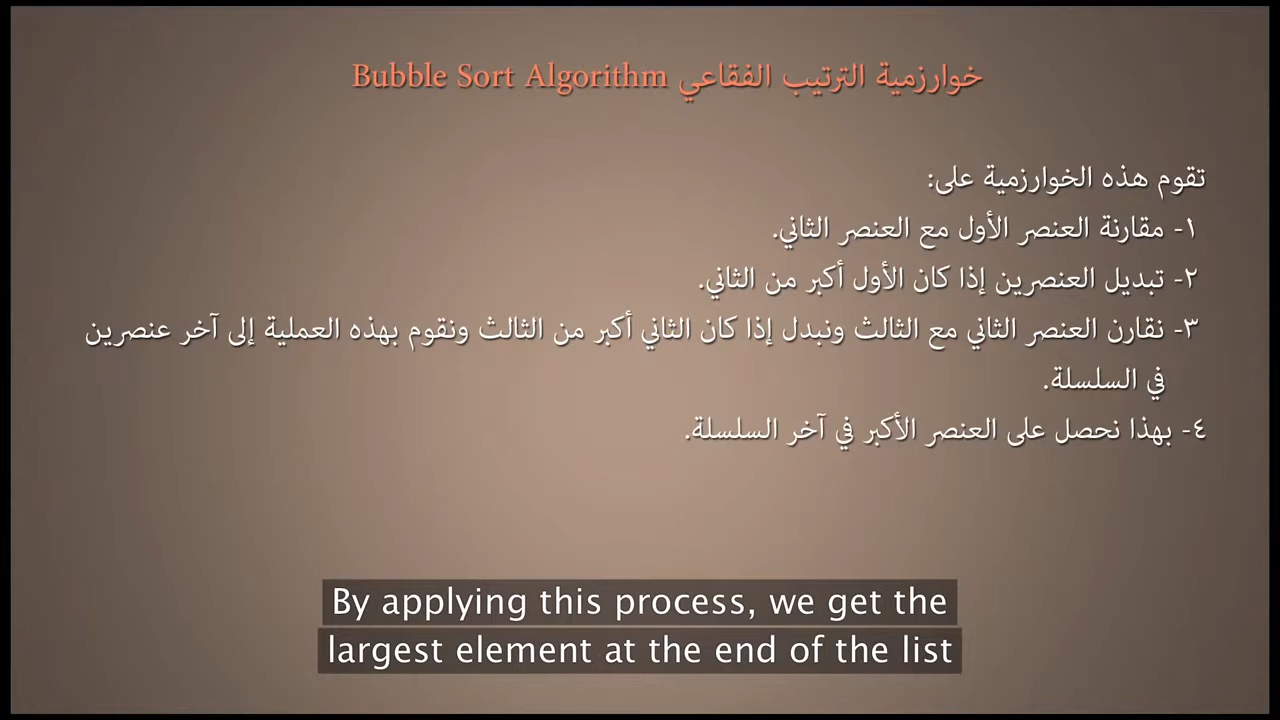 خوارزمية الترتيب الفقاعي Bubble Sort Algorithm
تقوم هذه الخوارزمية على:
١- مقارنة العنصر الأول مع العنصر الثاني.
٢- تبديل العنصرين إذا كان الأول أكبر من الثاني.
٣- نقارن العنصر الثاني مع الثالث ونبدل إذا كان الثاني أكبر من الثالث ونقوم بهذه العملية إلى آخر عنصرين
في السلسلة.
٤- بهذا نحصل على العنصر الأكبر في آخر السلسلة.
By applying this process, we get the
largest element at the end of the list